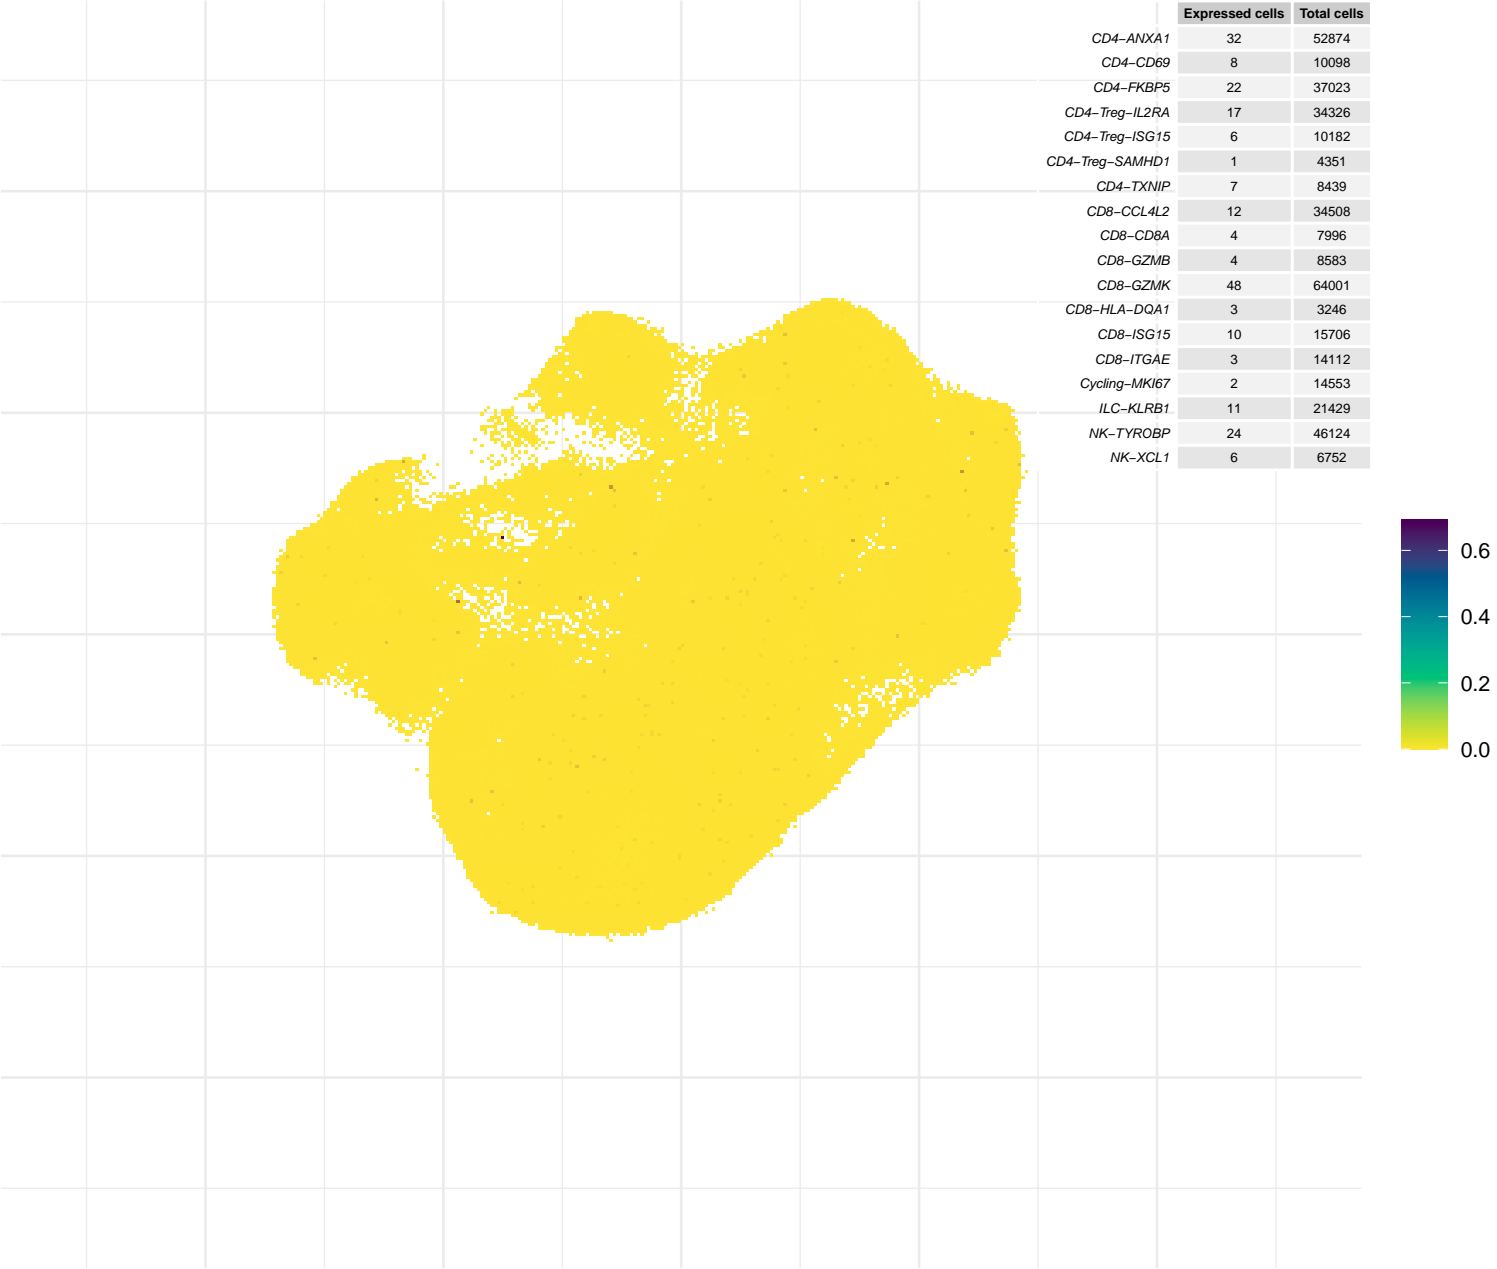 Expressed cells Total cells
CD4−ANXA1 32 52874
CD4−CD69 8 10098
CD4−FKBP5 22 37023
CD4−Treg−IL2RA 17 34326
CD4−Treg−ISG15 6 10182
CD4−Treg−SAMHD1 1 4351
CD4−TXNIP 7 8439
CD8−CCL4L2 12 34508
CD8−CD8A 4 7996
CD8−GZMB 4 8583
CD8−GZMK 48 64001
CD8−HLA−DQA1 3 3246
CD8−ISG15 10 15706
CD8−ITGAE 3 14112
Cycling−MKI67 2 14553
ILC−KLRB1 11 21429
NK−TYROBP 24 46124
NK−XCL1 6 6752
0.6
0.4
0.2
0.0